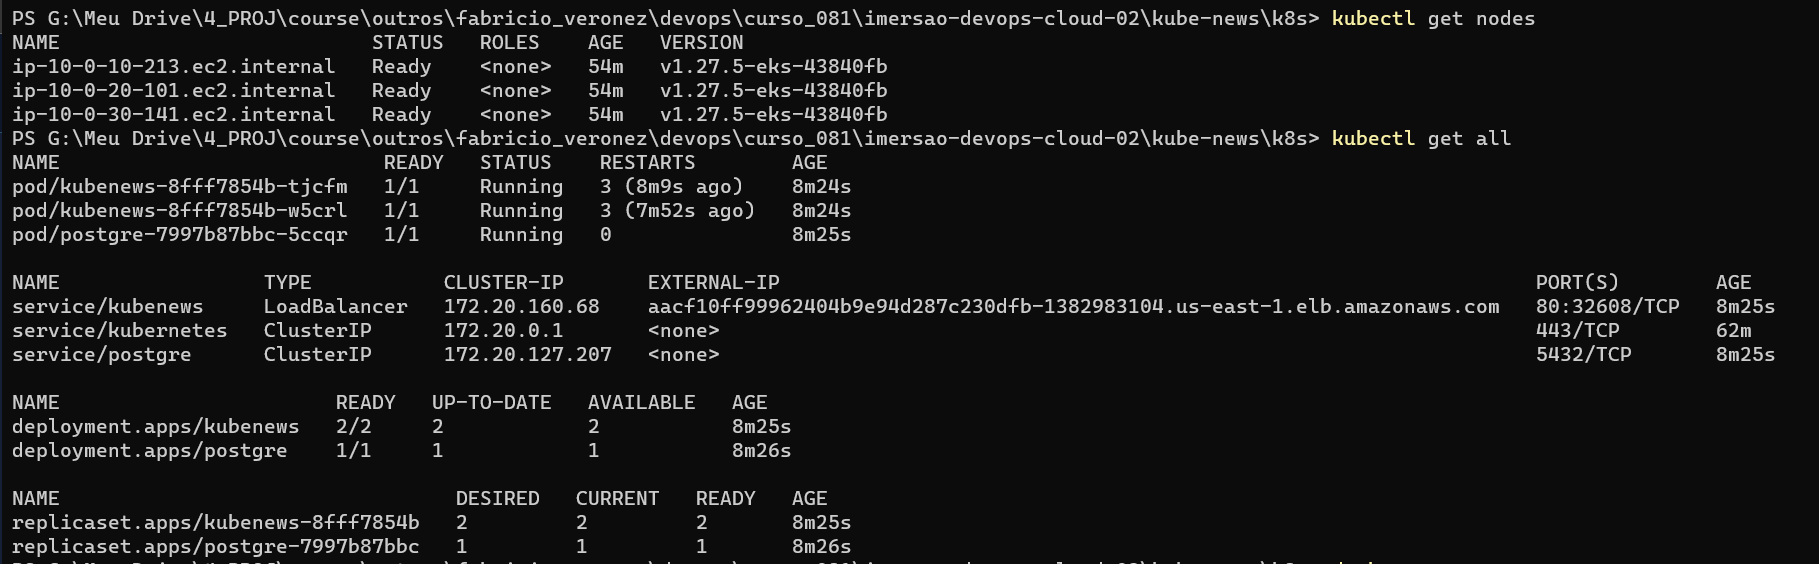 PS G:\Meu Drive\4_PROJ\course\outros\fabricio_veronez\devops\curso_081\imersao-devops-cloud-02\kube-news\k8s> kubectl get nodes
NAME STATUS ROLES AGE VERSION
ip-10-0-10-213.ec2.internal Ready <none> 54m v1.27.5-eks-43840fb
ip-10-0-20-101.ec2.internal Ready <none> 54m v1.27.5-eks-43840fb
ip-10-0-30-141.ec2.internal Ready <none> 54m v1.27.5-eks-43840fb
PS G:\Meu Drive\4_PROJ\course\outros\fabricio_veronez\devops\curso_081\imersao-devops-cloud-02\kube-news\k8s> kubectl get all
NAME READY STATUS RESTARTS AGE
pod/kubenews-8fff7854b-tjcfm 1/1 Running 3 (8m9s ago) 8m24s
pod/kubenews-8fff7854b-w5crl 1/1 Running 3 (7m52s ago) 8m24s
pod/postgre-7997b87bbc-5ccqr 1/1 Running 0 8m25s
NAME TYPE CLUSTER-IP EXTERNAL-IP PORT(S) AGE
service/kubenews LoadBalancer 172.20.160.68 aacf10ff99962404b9e94d287c230dfb-1382983104.us-east-1.elb.amazonaws.com 80:32608/TCP 8m25s
service/kubernetes ClusterIP 172.20.0.1 <none> 443/TCP 62m
service/postgre ClusterIP 172.20.127.207 <none> 5432/TCP 8m25s
NAME READY UP-TO-DATE AVAILABLE AGE
deployment.apps/kubenews 2/2 2 2 8m25s
deployment.apps/postgre 1/1 1 1 8m26s
NAME DESIRED CURRENT READY AGE
replicaset.apps/kubenews-8fff7854b 2 2 2 8m25s
replicaset.apps/postgre-7997b87bbc 1 1 1 8m26s